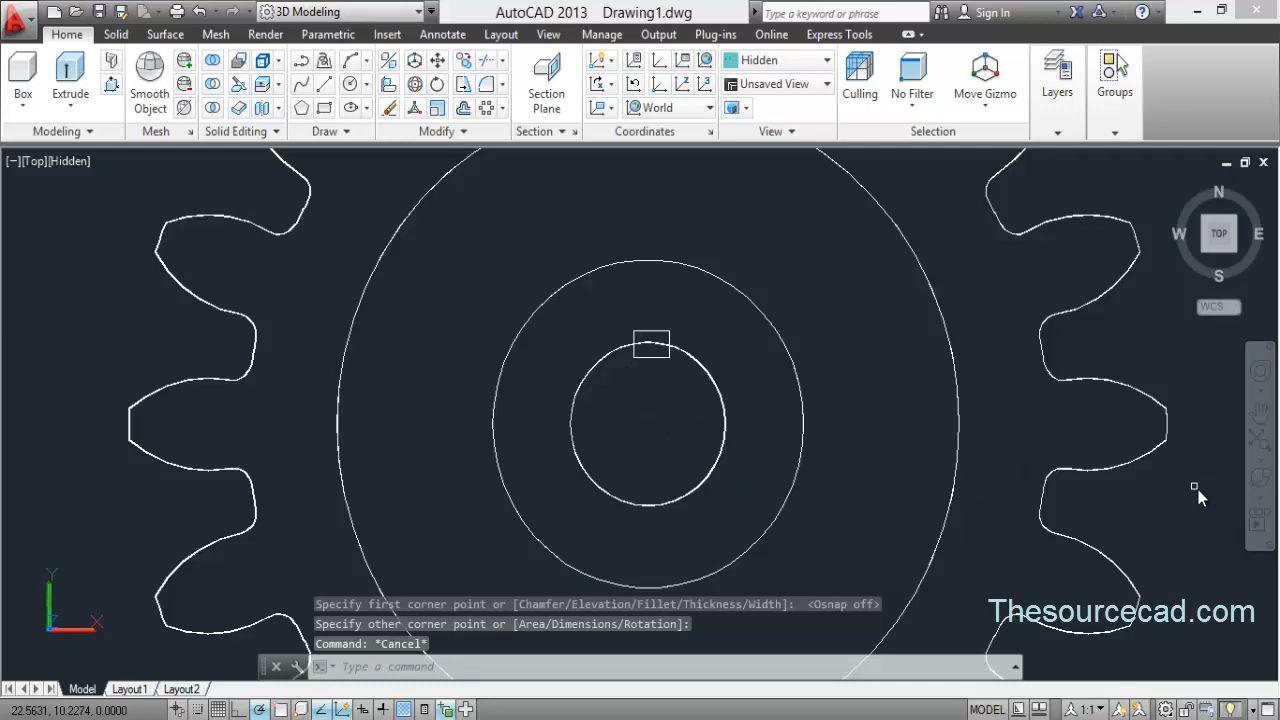 3D Modeling
AutoCAD 2013 Drawing1.dwg
Type a keyword or phrase
Sign In
Home Solid Surface Mesh Render Parametric Insert Annotate Layout View Manage Output Plug-ins Online Express Tools
Box
Extrude
Smooth Object
Section Plane
Hidden
Unsaved View
World
Culling
No Filter
Move Gizmo
Layers
Groups
Modeling Mesh Solid Editing Draw Modify Section Coordinates View Selection
[−][Top][Hidden]
N
W TOP E
S
WCS
Y
X
Z
Specify first corner point or [Chamfer/Elevation/Fillet/Thickness/Width]: <Osnap off>
Specify other corner point or [Area/Dimensions/Rotation]:
Command: *Cancel*
Type a command
Thesourcecad.com
Model Layout1 Layout2
22.5631, 10.2274, 0.0000
MODEL
1:1